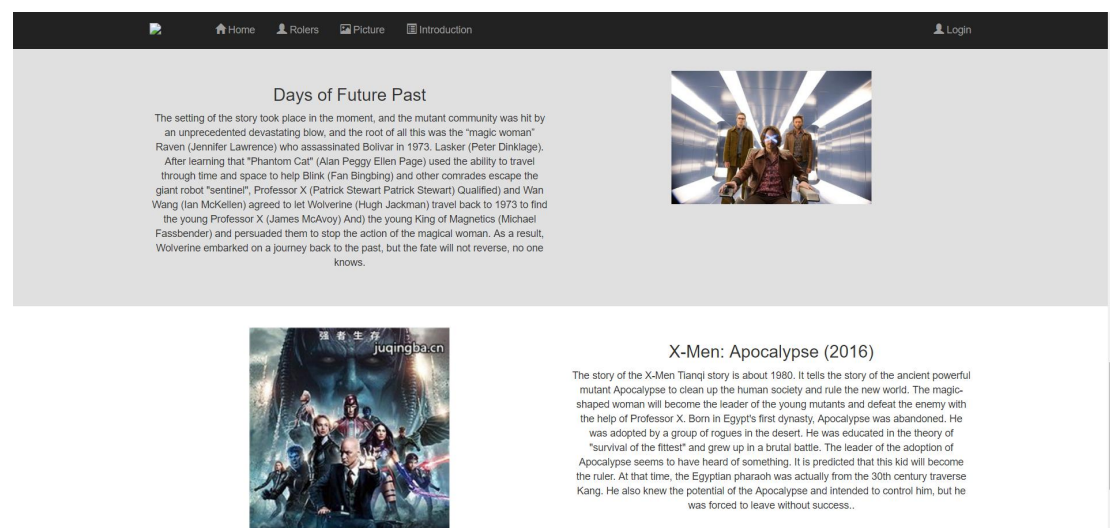 Home Rolers Picture Introduction Login
Days of Future Past
The setting of the story took place in the moment, and the mutant community was hit by
an unprecedented devastating blow, and the root of all this was the “magic woman”
Raven (Jennifer Lawrence) who assassinated Bolivar in 1973. Lasker (Peter Dinklage).
After learning that "Phantom Cat" (Alan Peggy Ellen Page) used the ability to travel
through time and space to help Blink (Fan Bingbing) and other comrades escape the
giant robot "sentinel", Professor X (Patrick Stewart Patrick Stewart) Qualified) and Wan
Wang (Ian McKellen) agreed to let Wolverine (Hugh Jackman) travel back to 1973 to find
the young Professor X (James McAvoy) And) the young King of Magnetics (Michael
Fassbender) and persuaded them to stop the action of the magical woman. As a result,
Wolverine embarked on a journey back to the past, but the fate will not reverse, no one
knows.
强者生存
juqingba.cn
X-Men: Apocalypse (2016)
The story of the X-Men Tianqi story is about 1980. It tells the story of the ancient powerful
mutant Apocalypse to clean up the human society and rule the new world. The magic-
shaped woman will become the leader of the young mutants and defeat the enemy with
the help of Professor X. Born in Egypt's first dynasty, Apocalypse was abandoned. He
was adopted by a group of rogues in the desert. He was educated in the theory of
"survival of the fittest" and grew up in a brutal battle. The leader of the adoption of
Apocalypse seems to have heard of something. It is predicted that this kid will become
the ruler. At that time, the Egyptian pharaoh was actually from the 30th century traverse
Kang. He also knew the potential of the Apocalypse and intended to control him, but he
was forced to leave without success..